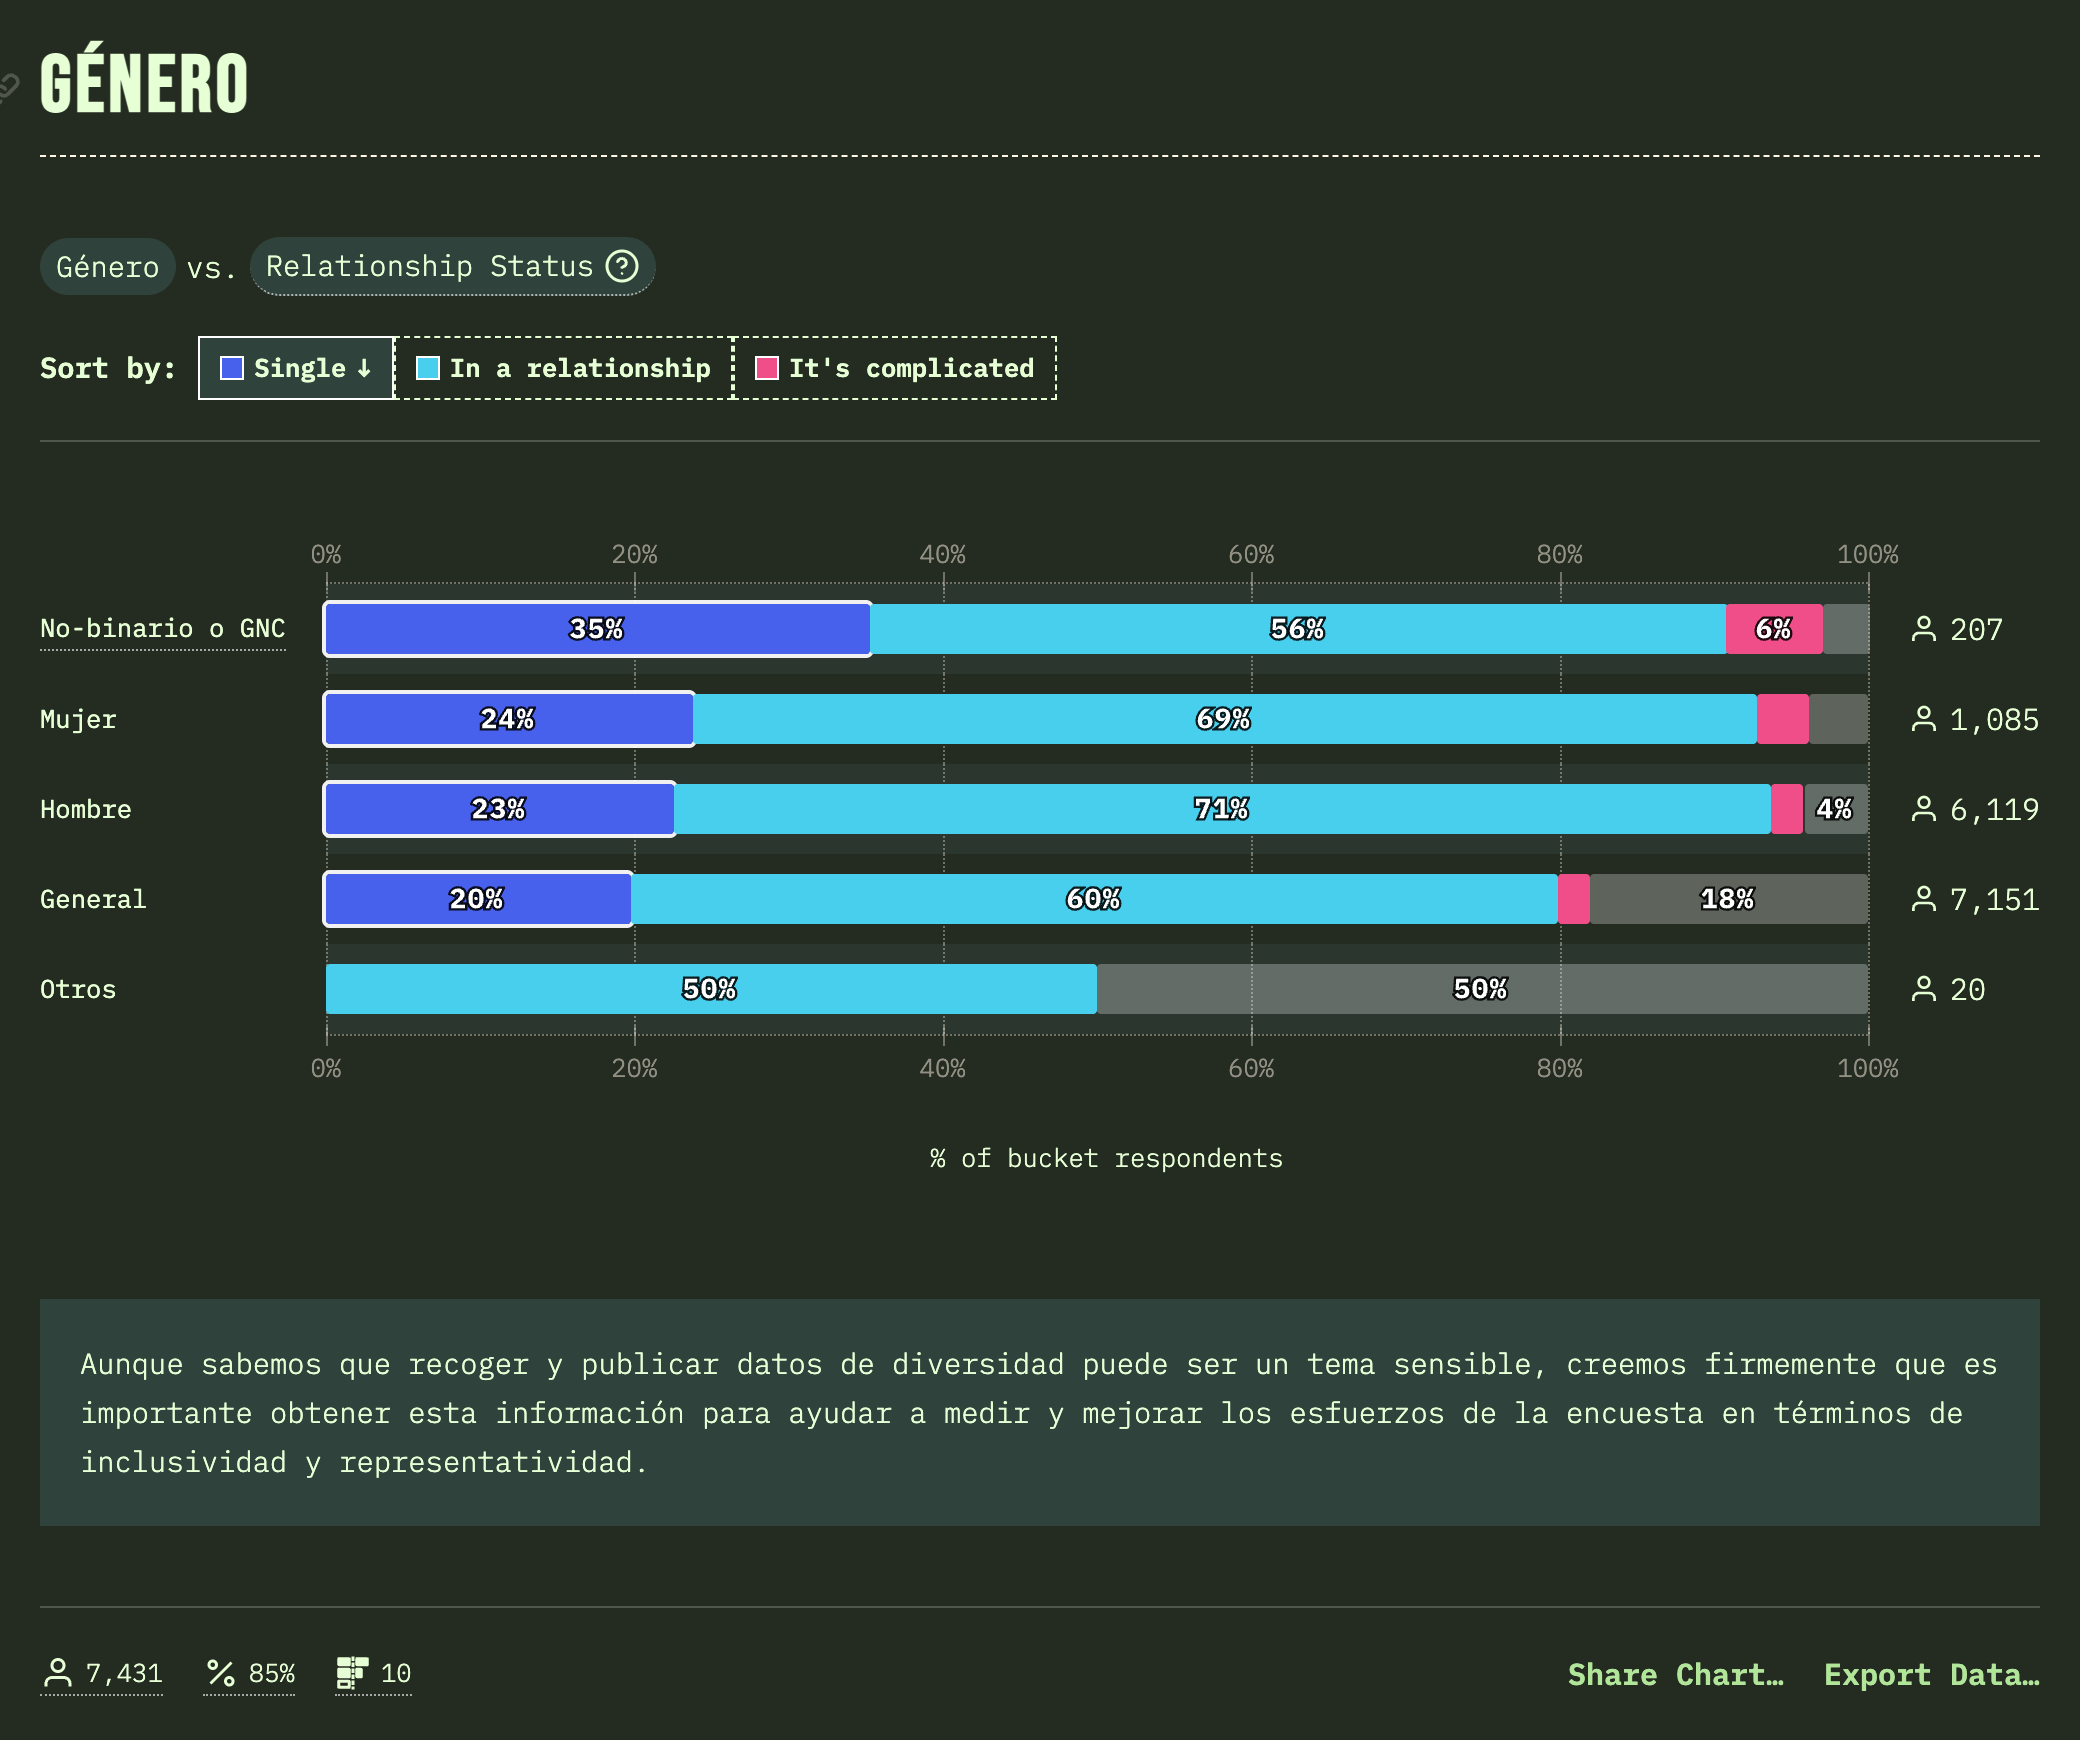 GÉNERO
Género vs. Relationship Status ?
Sort by: Single ↓ In a relationship It's complicated
0% 20% 40% 60% 80% 100%
No-binario o GNC 35% 56% 6% 207
Mujer 24% 69% 1,085
Hombre 23% 71% 4% 6,119
General 20% 60% 18% 7,151
Otros 50% 50% 20
0% 20% 40% 60% 80% 100%
% of bucket respondents
Aunque sabemos que recoger y publicar datos de diversidad puede ser un tema sensible, creemos firmemente que es
importante obtener esta información para ayudar a medir y mejorar los esfuerzos de la encuesta en términos de
inclusividad y representatividad.
7,431 % 85% 10 Share Chart… Export Data…